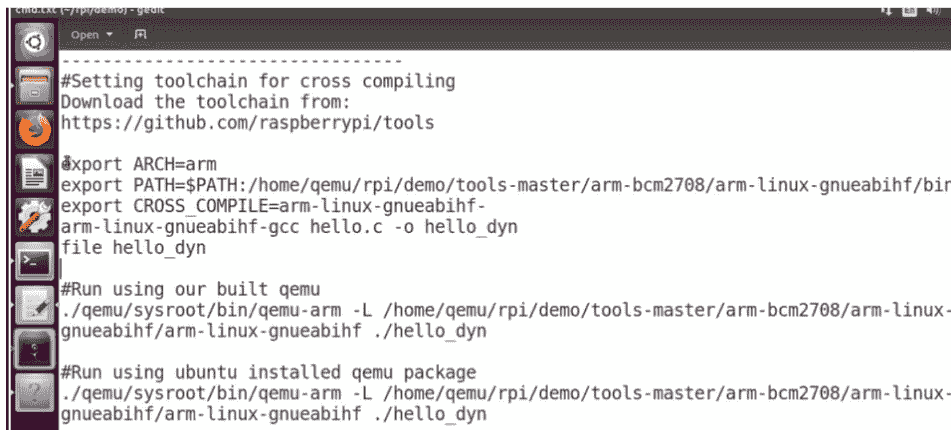 cmd.txt (~/rpi/demo) - gedit
En
Open
---------------------------------
#Setting toolchain for cross compiling
Download the toolchain from:
https://github.com/raspberrypi/tools
export ARCH=arm
export PATH=$PATH:/home/qemu/rpi/demo/tools-master/arm-bcm2708/arm-linux-gnueabihf/bin
export CROSS_COMPILE=arm-linux-gnueabihf-
arm-linux-gnueabihf-gcc hello.c -o hello_dyn
file hello_dyn
#Run using our built qemu
./qemu/sysroot/bin/qemu-arm -L /home/qemu/rpi/demo/tools-master/arm-bcm2708/arm-linux-
gnueabihf/arm-linux-gnueabihf ./hello_dyn
#Run using ubuntu installed qemu package
./qemu/sysroot/bin/qemu-arm -L /home/qemu/rpi/demo/tools-master/arm-bcm2708/arm-linux-
gnueabihf/arm-linux-gnueabihf ./hello_dyn